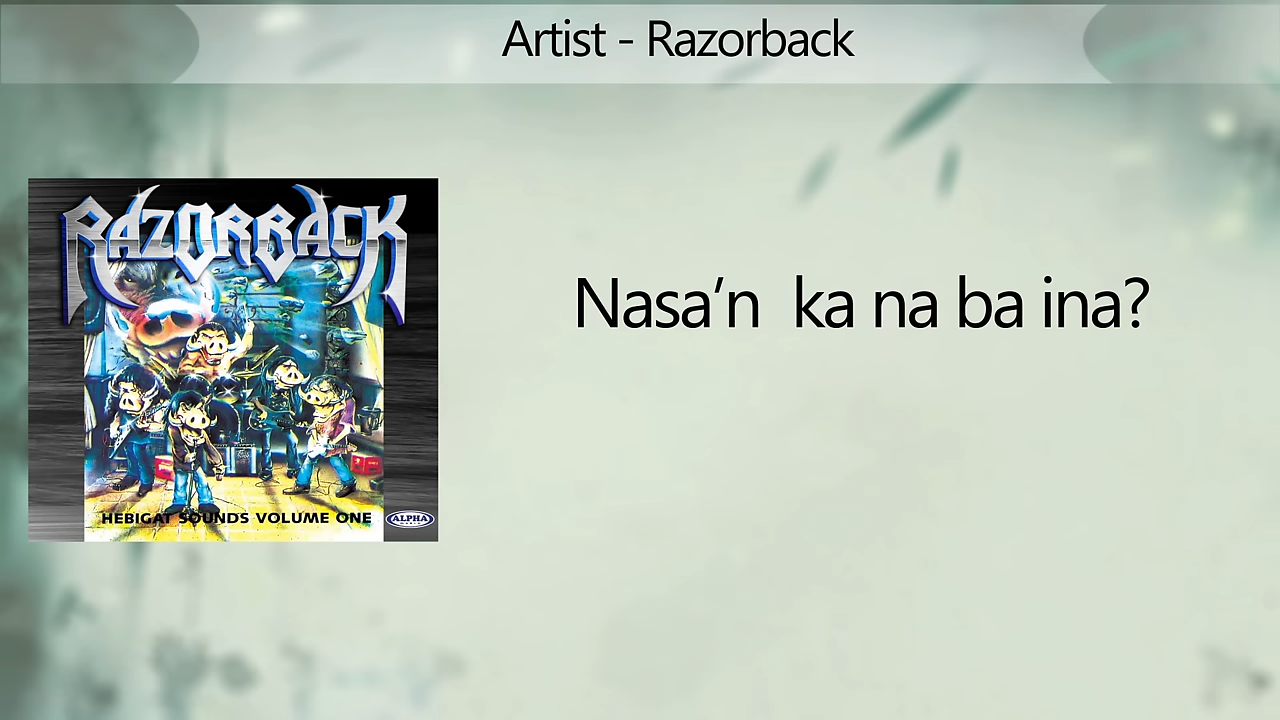 Artist - Razorback
RAZORBACK
Nasa’n ka na ba ina?
HEBIGAT SOUNDS VOLUME ONE
ALPHA